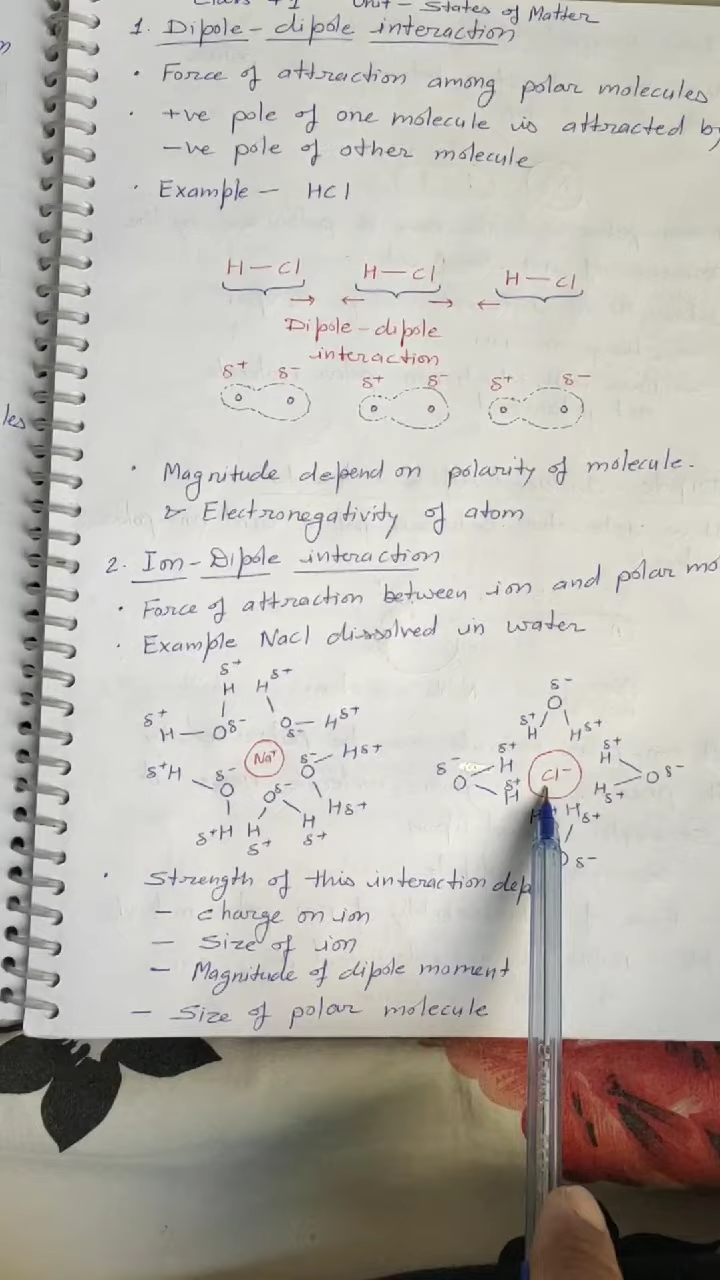 Class +1 Unit - States of Matter
1. Dipole - dipole interaction
• Force of attraction among polar molecules
• +ve pole of one molecule is attracted by
-ve pole of other molecule
• Example - HCl
H - Cl H - Cl H - Cl
→ ← → ←
Dipole - dipole
interaction
δ+ δ- δ+ δ- δ+ δ-
• Magnitude depend on polarity of molecule.
& Electronegativity of atom
2. Ion - Dipole interaction
• Force of attraction between ion and polar mo
• Example NaCl dissolved in water
δ+ δ+
H H
δ+ H - O δ- O - H δ+
δ-
Na+
δ+ H δ- O δ- O H δ+
δ- O
δ+ H H H H δ+
δ+ δ+
δ-
O
δ+ H H δ+
δ- O H δ+ δ+ H O δ-
H δ+ H δ+
Cl-
H δ+
δ-
• Strength of this interaction dep
- Charge on ion
- Size of ion
- Magnitude of dipole moment
- Size of polar molecule
les